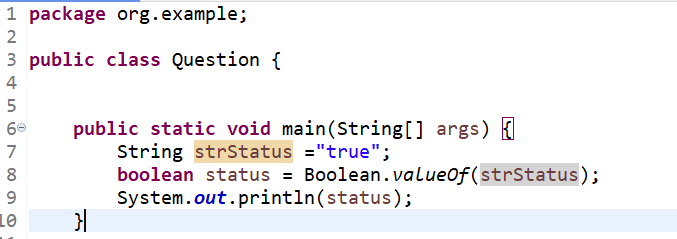 1 package org.example;
2
3 public class Question {
4
5
6 public static void main(String[] args) {
7 String strStatus ="true";
8 boolean status = Boolean.valueOf(strStatus);
9 System.out.println(status);
10 }